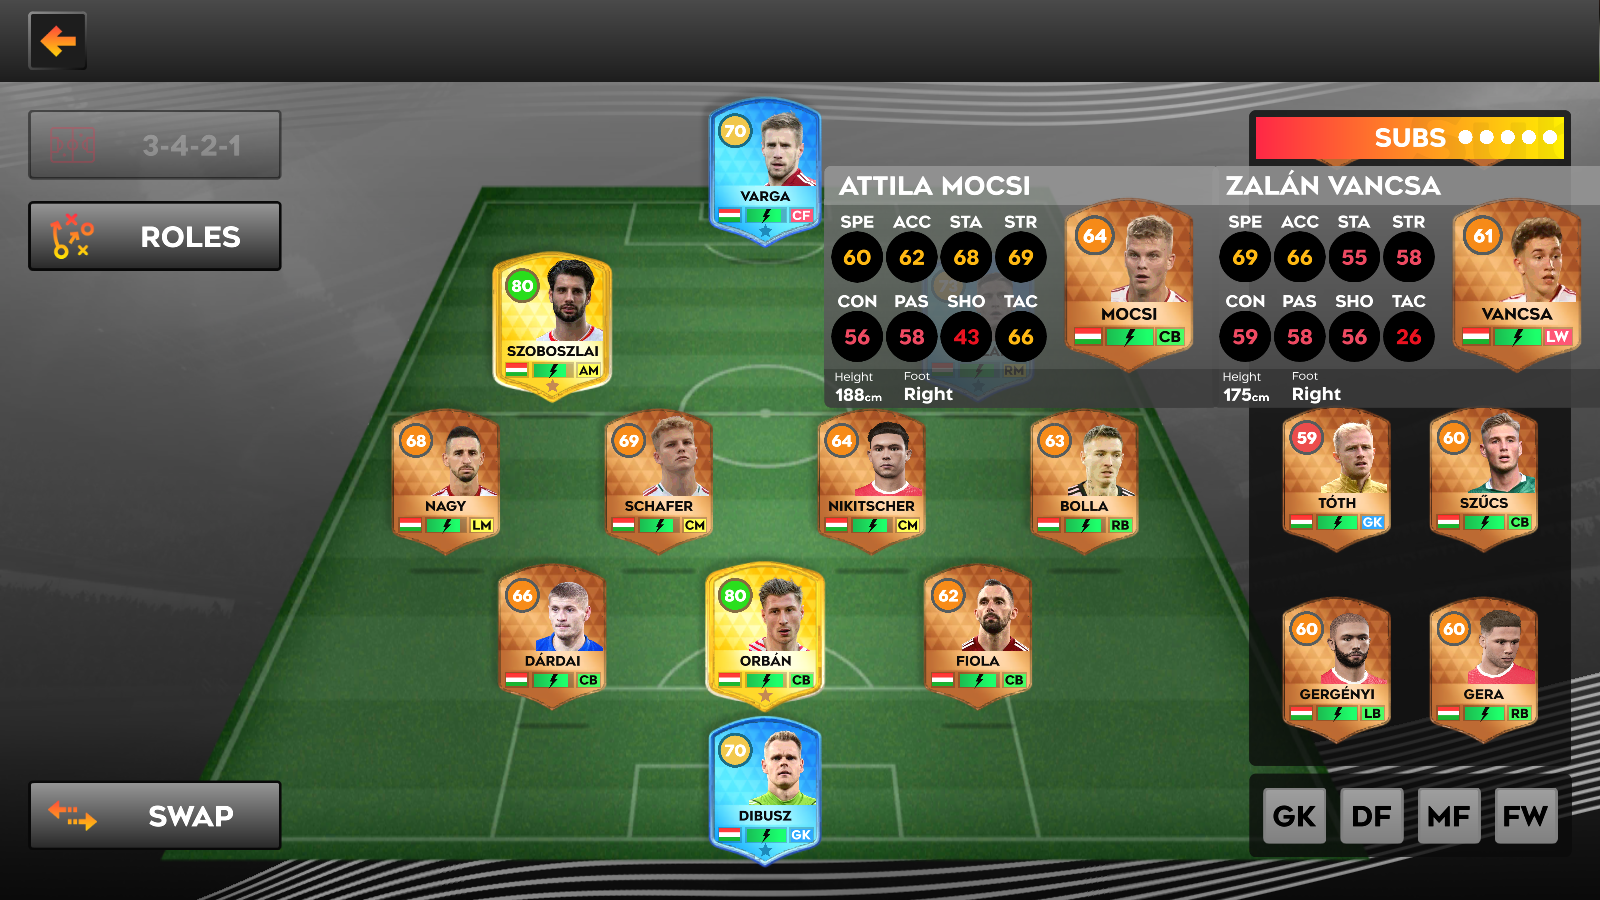 3-4-2-1
ROLES
SWAP
70
VARGA
CF
80
SZOBOSZLAI
AM
RM
68
NAGY
LM
69
SCHAFER
CM
64
NIKITSCHER
CM
63
BOLLA
RB
66
DÁRDAI
CB
80
ORBÁN
CB
62
FIOLA
CB
70
DIBUSZ
GK
SUBS
ATTILA MOCSI
SPE ACC STA STR
60 62 68 69
CON PAS SHO TAC
56 58 43 66
Height Foot
188cm Right
64
MOCSI
CB
ZALÁN VANCSA
SPE ACC STA STR
69 66 55 58
CON PAS SHO TAC
59 58 56 26
Height Foot
175cm Right
61
VANCSA
LW
59
TÓTH
GK
60
SZŰCS
CB
60
GERGÉNYI
LB
60
GERA
RB
GK DF MF FW